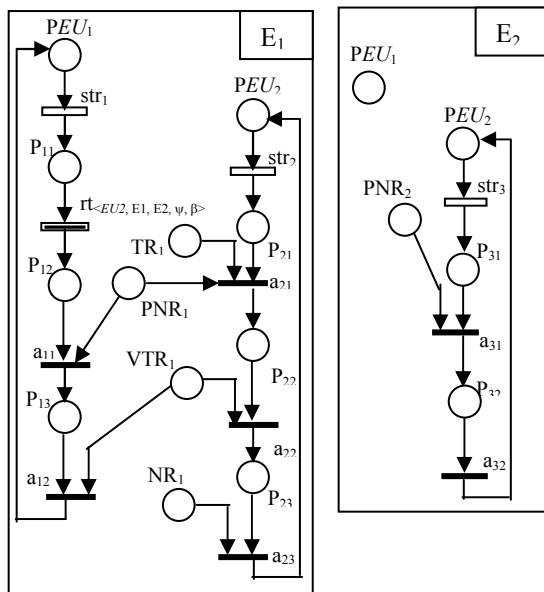 E1
PEU1
str1
P11
rt<EU2, E1, E2, ψ, β>
P12
a11
P13
a12
PEU2
str2
TR1
P21
a21
PNR1
VTR1
P22
a22
NR1
P23
a23
E2
PEU1
PEU2
PNR2
str3
P31
a31
P32
a32